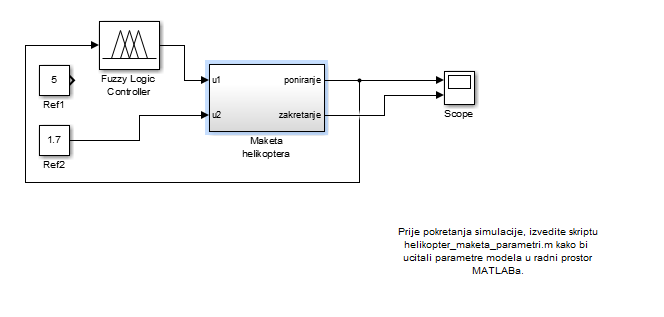 Fuzzy Logic
Controller
5
Ref1
1.7
Ref2
u1
poniranje
u2
zakretanje
Maketa
helikoptera
Scope
Prije pokretanja simulacije, izvedite skriptu
helikopter_maketa_parametri.m kako bi
ucitali parametre modela u radni prostor
MATLABa.